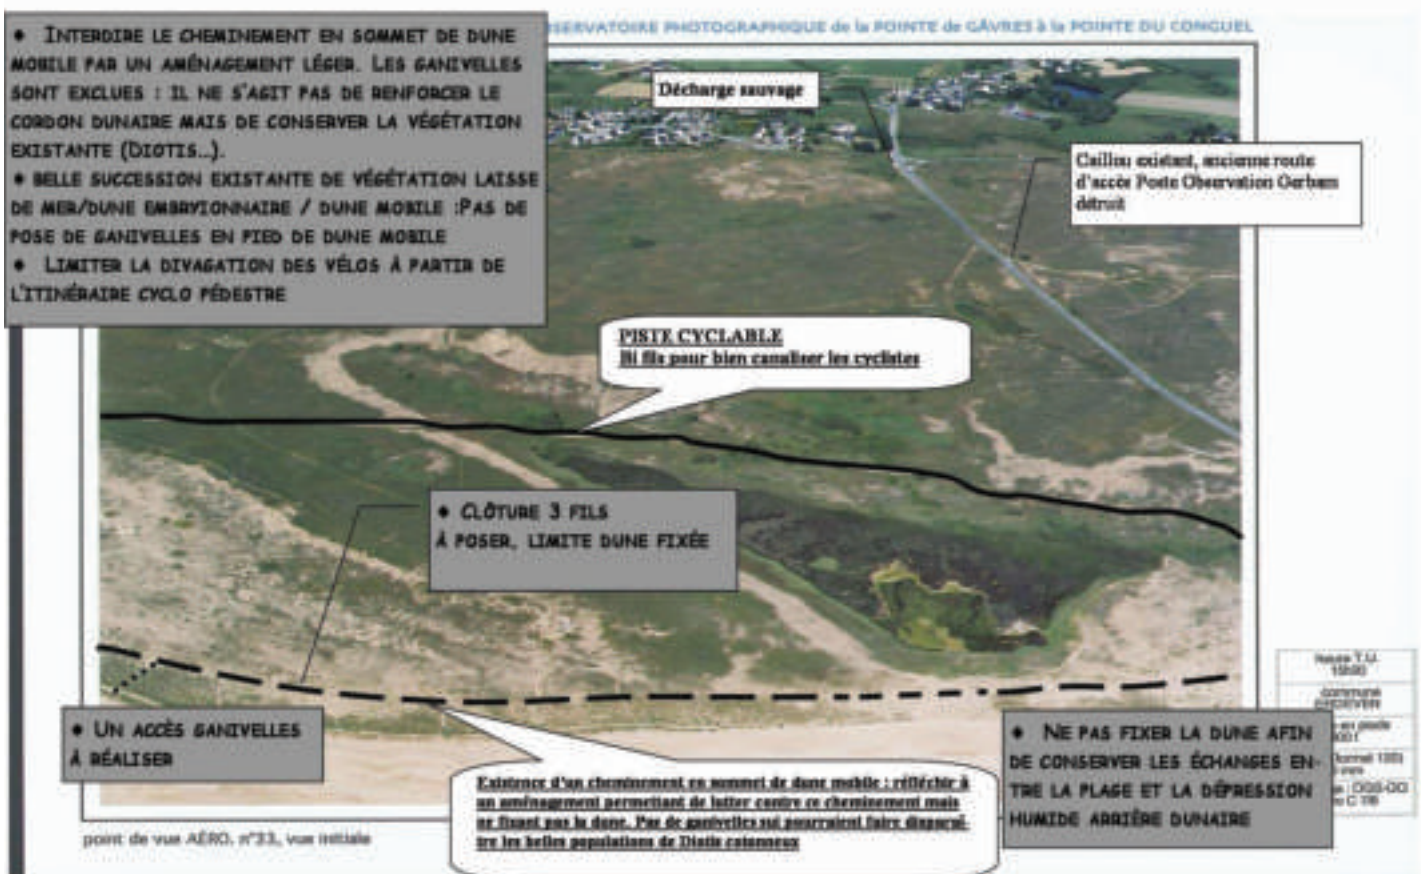 OBSERVATOIRE PHOTOGRAPHIQUE de la POINTE de GÂVRES à la POINTE DU CONGUEL
• INTERDIRE LE CHEMINEMENT EN SOMMET DE DUNE
MOBILE PAR UN AMÉNAGEMENT LÉGER. LES GANIVELLES
SONT EXCLUES : IL NE S'AGIT PAS DE RENFORCER LE
CORDON DUNAIRE MAIS DE CONSERVER LA VÉGÉTATION
EXISTANTE (DIOTIS…).
• BELLE SUCCESSION EXISTANTE DE VÉGÉTATION LAISSE
DE MER/DUNE EMBRYIONNAIRE / DUNE MOBILE :PAS DE
POSE DE GANIVELLES EN PIED DE DUNE MOBILE
• LIMITER LA DIVAGATION DES VÉLOS À PARTIR DE
L'ITINÉRAIRE CYCLO PÉDESTRE
Décharge sauvage
Caillou existant, ancienne route
d'accès Poste Observation Gerbam
détruit
PISTE CYCLABLE
Bi fils pour bien canaliser les cyclistes
• CLÔTURE 3 FILS
À POSER, LIMITE DUNE FIXÉE
• UN ACCÈS GANIVELLES
À RÉALISER
Existence d'un cheminement en sommet de dune mobile : réfléchir à
un aménagement permettant de lutter contre ce cheminement mais
ne fixant pas la dune. Pas de ganivelles qui pourraient faire disparaî-
tre les belles populations de Diotis cotonneux
• NE PAS FIXER LA DUNE AFIN
DE CONSERVER LES ÉCHANGES EN-
TRE LA PLAGE ET LA DÉPRESSION
HUMIDE ARRIÈRE DUNAIRE
heure T.U.
commune
ERDEVEN
point de vue AÉRO. n°33, vue initiale